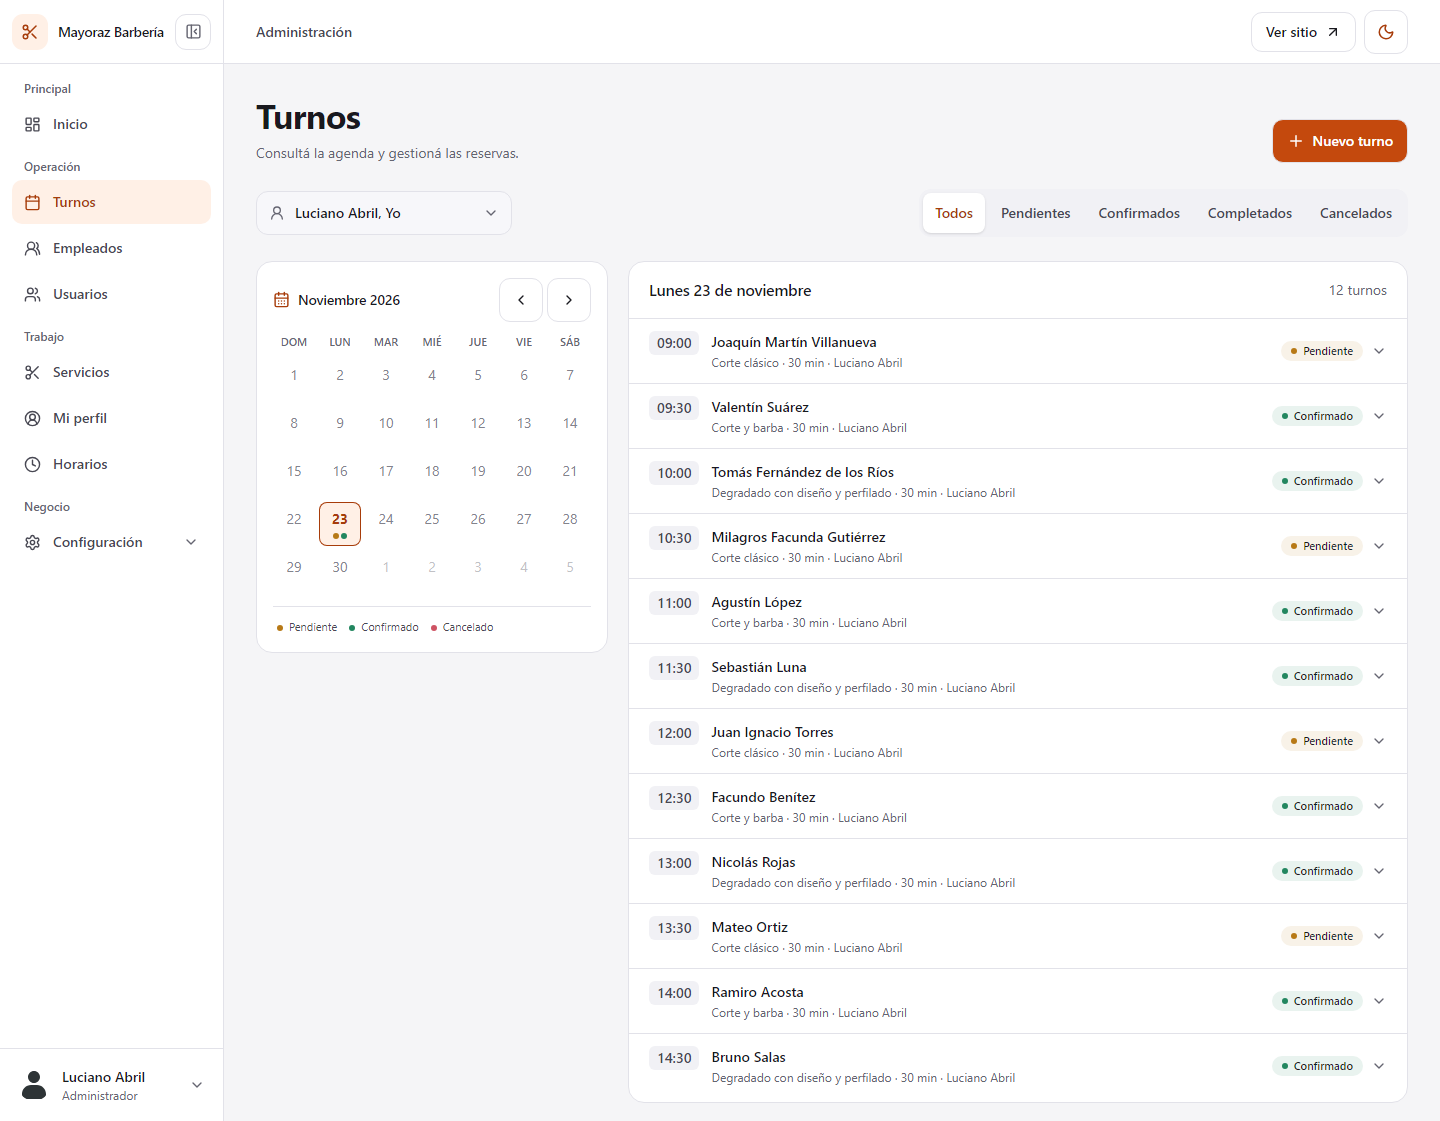 Mayoraz Barbería
Administración
Ver sitio
Principal
Inicio
Operación
Turnos
Empleados
Usuarios
Trabajo
Servicios
Mi perfil
Horarios
Negocio
Configuración
Luciano Abril
Administrador
Turnos
Consultá la agenda y gestioná las reservas.
Nuevo turno
Luciano Abril, Yo
Todos Pendientes Confirmados Completados Cancelados
Noviembre 2026
DOM LUN MAR MIÉ JUE VIE SÁB
1 2 3 4 5 6 7
8 9 10 11 12 13 14
15 16 17 18 19 20 21
22 23 24 25 26 27 28
29 30 1 2 3 4 5
Pendiente Confirmado Cancelado
Lunes 23 de noviembre 12 turnos
09:00 Joaquín Martín Villanueva Pendiente
Corte clásico · 30 min · Luciano Abril
09:30 Valentín Suárez Confirmado
Corte y barba · 30 min · Luciano Abril
10:00 Tomás Fernández de los Ríos Confirmado
Degradado con diseño y perfilado · 30 min · Luciano Abril
10:30 Milagros Facunda Gutiérrez Pendiente
Corte clásico · 30 min · Luciano Abril
11:00 Agustín López Confirmado
Corte y barba · 30 min · Luciano Abril
11:30 Sebastián Luna Confirmado
Degradado con diseño y perfilado · 30 min · Luciano Abril
12:00 Juan Ignacio Torres Pendiente
Corte clásico · 30 min · Luciano Abril
12:30 Facundo Benítez Confirmado
Corte y barba · 30 min · Luciano Abril
13:00 Nicolás Rojas Confirmado
Degradado con diseño y perfilado · 30 min · Luciano Abril
13:30 Mateo Ortiz Pendiente
Corte clásico · 30 min · Luciano Abril
14:00 Ramiro Acosta Confirmado
Corte y barba · 30 min · Luciano Abril
14:30 Bruno Salas Confirmado
Degradado con diseño y perfilado · 30 min · Luciano Abril